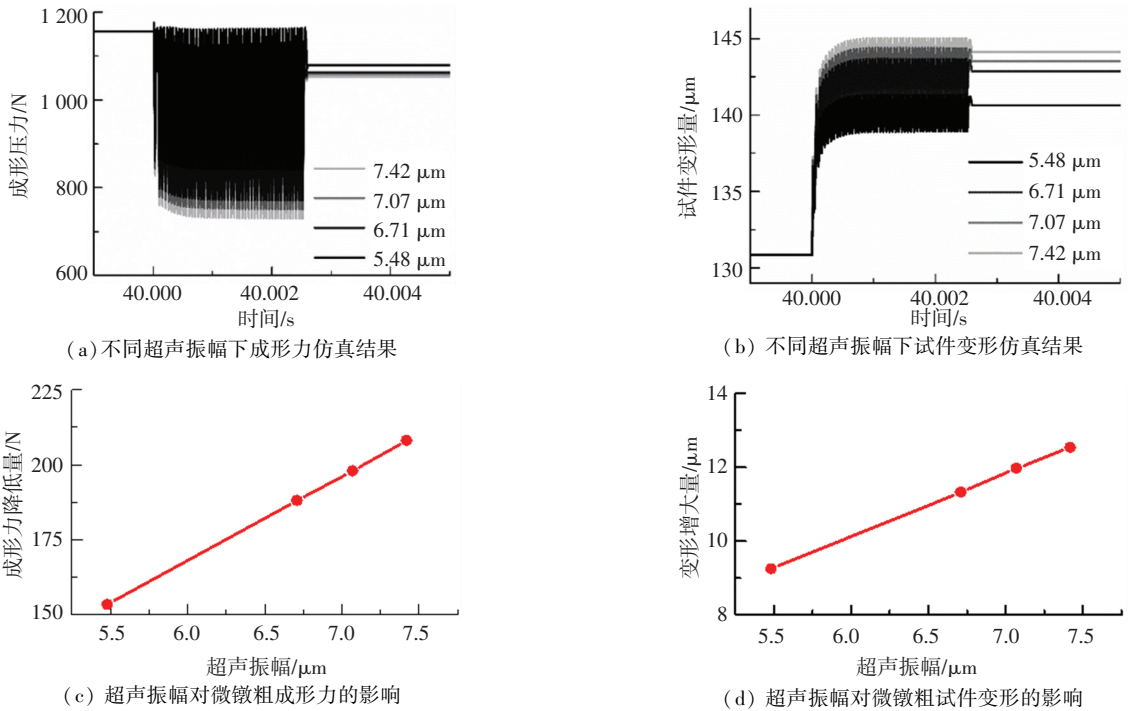 1 200
1 000
800
600
成形压力/N
7.42 μm
7.07 μm
6.71 μm
5.48 μm
40.000
40.002
40.004
时间/s
(a)不同超声振幅下成形力仿真结果
145
140
135
130
试件变形量/μm
5.48 μm
6.71 μm
7.07 μm
7.42 μm
40.000
40.002
40.004
时间/s
(b) 不同超声振幅下试件变形仿真结果
225
200
175
150
成形力降低量/N
5.5
6.0
6.5
7.0
7.5
超声振幅/μm
(c) 超声振幅对微镦粗成形力的影响
14
12
10
8
变形增大量/μm
5.5
6.0
6.5
7.0
7.5
超声振幅/μm
(d) 超声振幅对微镦粗试件变形的影响